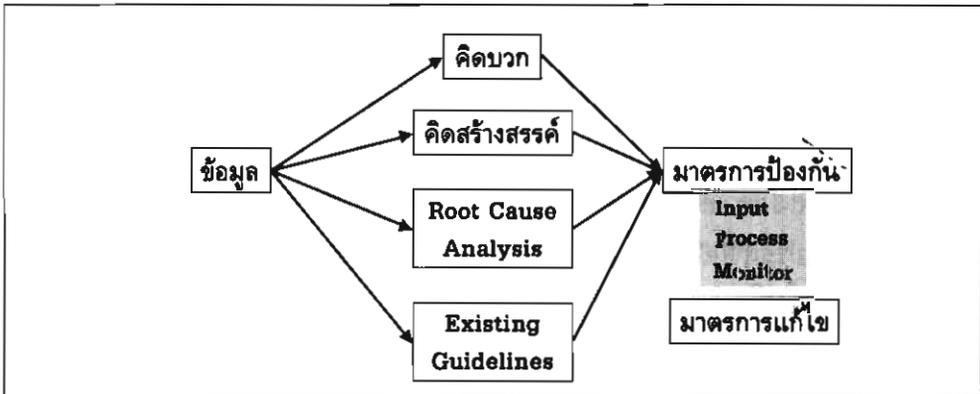 คิดบวก
คิดสร้างสรรค์
ข้อมูล
มาตรการป้องกัน
Root Cause
Analysis
Input
Process
Monitor
Existing
Guidelines
มาตรการแก้ไข